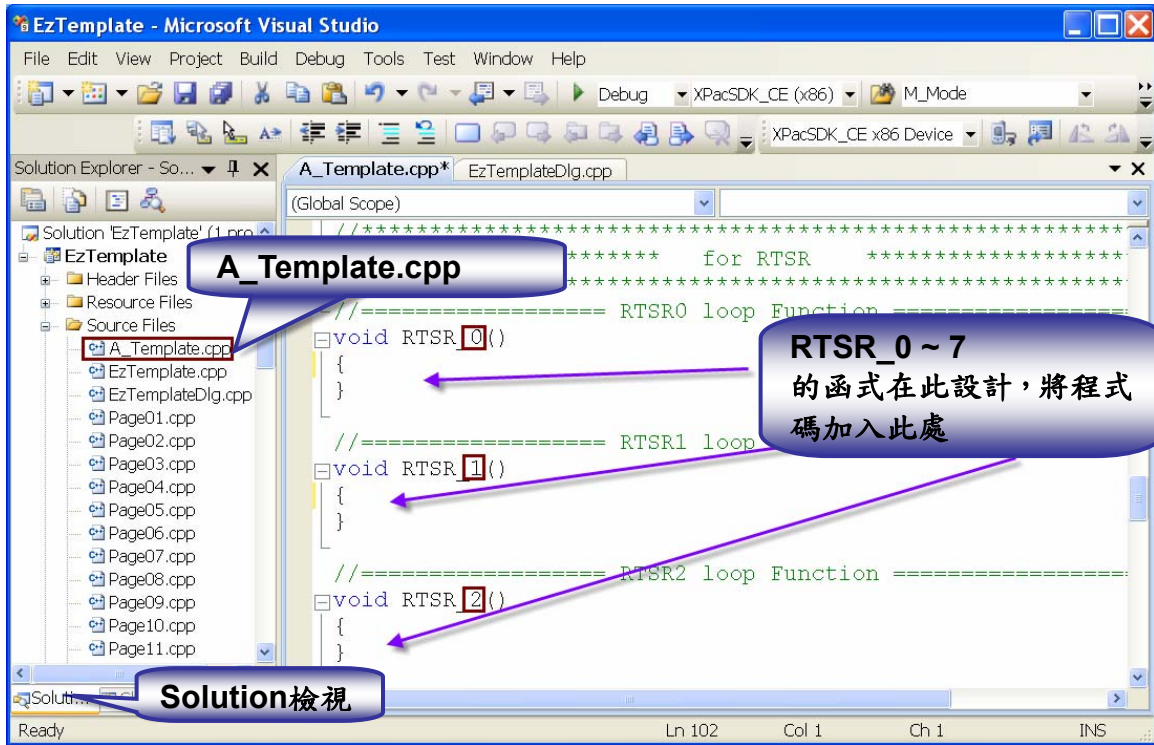 EzTemplate - Microsoft Visual Studio
File Edit View Project Build Debug Tools Test Window Help
Debug XPacSDK_CE (x86) M_Mode
XPacSDK_CE x86 Device
Solution Explorer - So...
A_Template.cpp* EzTemplateDlg.cpp
(Global Scope)
Solution 'EzTemplate' (1 pro
EzTemplate
Header Files
Resource Files
Source Files
A_Template.cpp
EzTemplate.cpp
EzTemplateDlg.cpp
Page01.cpp
Page02.cpp
Page03.cpp
Page04.cpp
Page05.cpp
Page06.cpp
Page07.cpp
Page08.cpp
Page09.cpp
Page10.cpp
Page11.cpp
Soluti...
A_Template.cpp
//*********************************************************
******* for RTSR ********************
*******************************************
//================== RTSR0 loop Function ==================
void RTSR_0()
{
}
//================== RTSR1 loop
void RTSR_1()
{
}
//================== RTSR2 loop Function ==================
void RTSR_2()
{
}
RTSR_0 ~ 7
的函式在此設計，將程式
碼加入此處
Solution檢視
Ready Ln 102 Col 1 Ch 1 INS